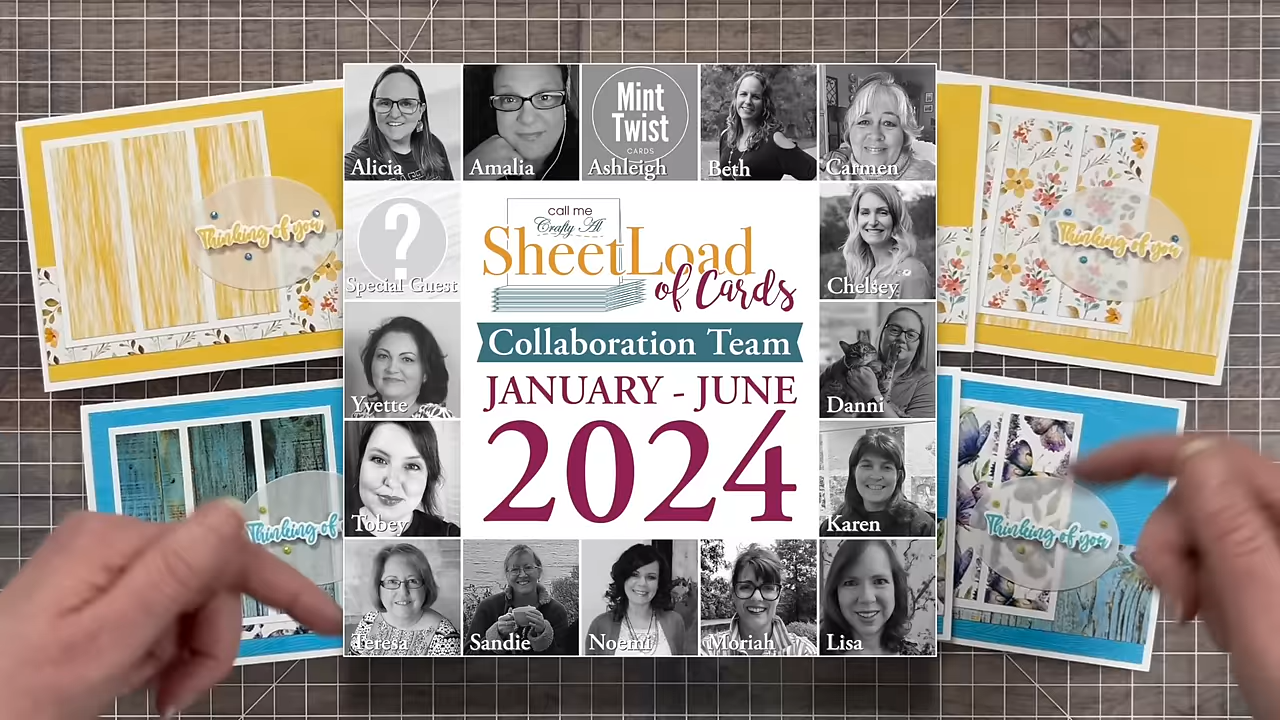 Alicia
Amalia
Mint
Twist
CARDS
Ashleigh
Beth
Carmen
Special Guest
?
call me
Crafty Al
SheetLoad
of Cards
Collaboration Team
JANUARY - JUNE
2024
Chelsey
Yvette
Danni
Tobey
Karen
Teresa
Sandie
Noemi
Moriah
Lisa
Thinking of you
Thinking of you
Thinking of
Thinking of you